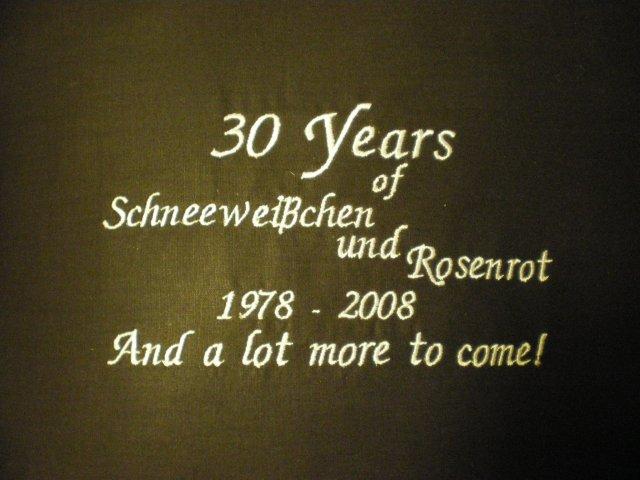 30 Years
of
Schneeweißchen
und
Rosenrot
1978 - 2008
And a lot more to come!